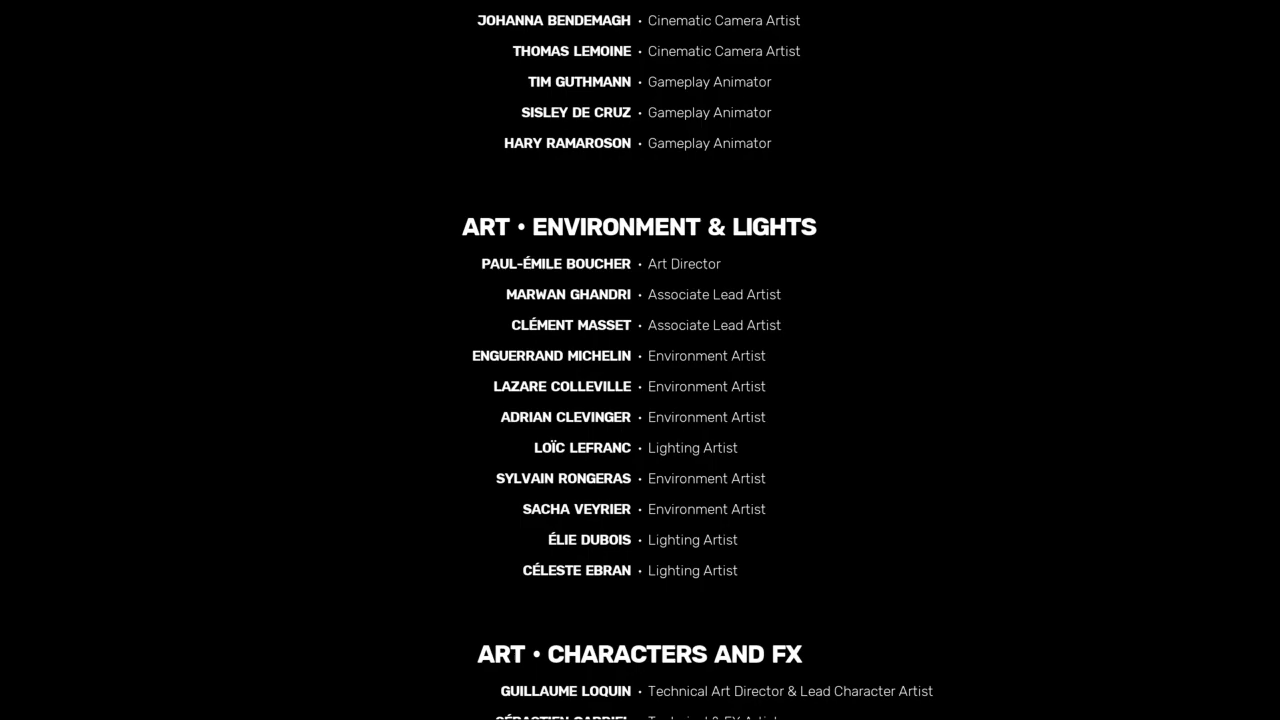 JOHANNA BENDEMAGH • Cinematic Camera Artist
THOMAS LEMOINE • Cinematic Camera Artist
TIM GUTHMANN • Gameplay Animator
SISLEY DE CRUZ • Gameplay Animator
HARY RAMAROSON • Gameplay Animator
ART • ENVIRONMENT & LIGHTS
PAUL-ÉMILE BOUCHER • Art Director
MARWAN GHANDRI • Associate Lead Artist
CLÉMENT MASSET • Associate Lead Artist
ENGUERRAND MICHELIN • Environment Artist
LAZARE COLLEVILLE • Environment Artist
ADRIAN CLEVINGER • Environment Artist
LOÏC LEFRANC • Lighting Artist
SYLVAIN RONGERAS • Environment Artist
SACHA VEYRIER • Environment Artist
ÉLIE DUBOIS • Lighting Artist
CÉLESTE EBRAN • Lighting Artist
ART • CHARACTERS AND FX
GUILLAUME LOQUIN • Technical Art Director & Lead Character Artist